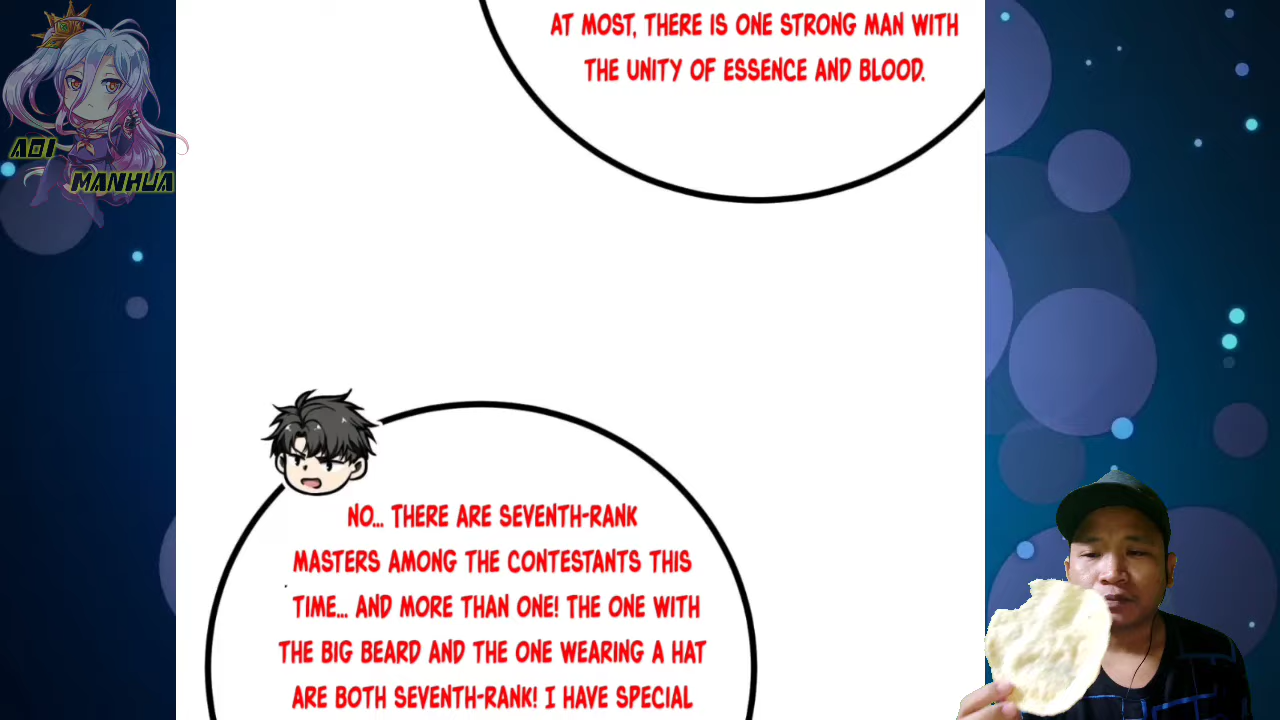 AT MOST, THERE IS ONE STRONG MAN WITH
THE UNITY OF ESSENCE AND BLOOD.
AOI
MANHUA
NO... THERE ARE SEVENTH-RANK
MASTERS AMONG THE CONTESTANTS THIS
TIME... AND MORE THAN ONE! THE ONE WITH
THE BIG BEARD AND THE ONE WEARING A HAT
ARE BOTH SEVENTH-RANK! I HAVE SPECIAL